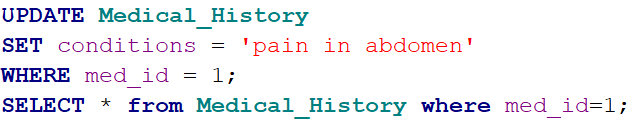 UPDATE Medical_History
SET conditions = 'pain in abdomen'
WHERE med_id = 1;
SELECT * from Medical_History where med_id=1;